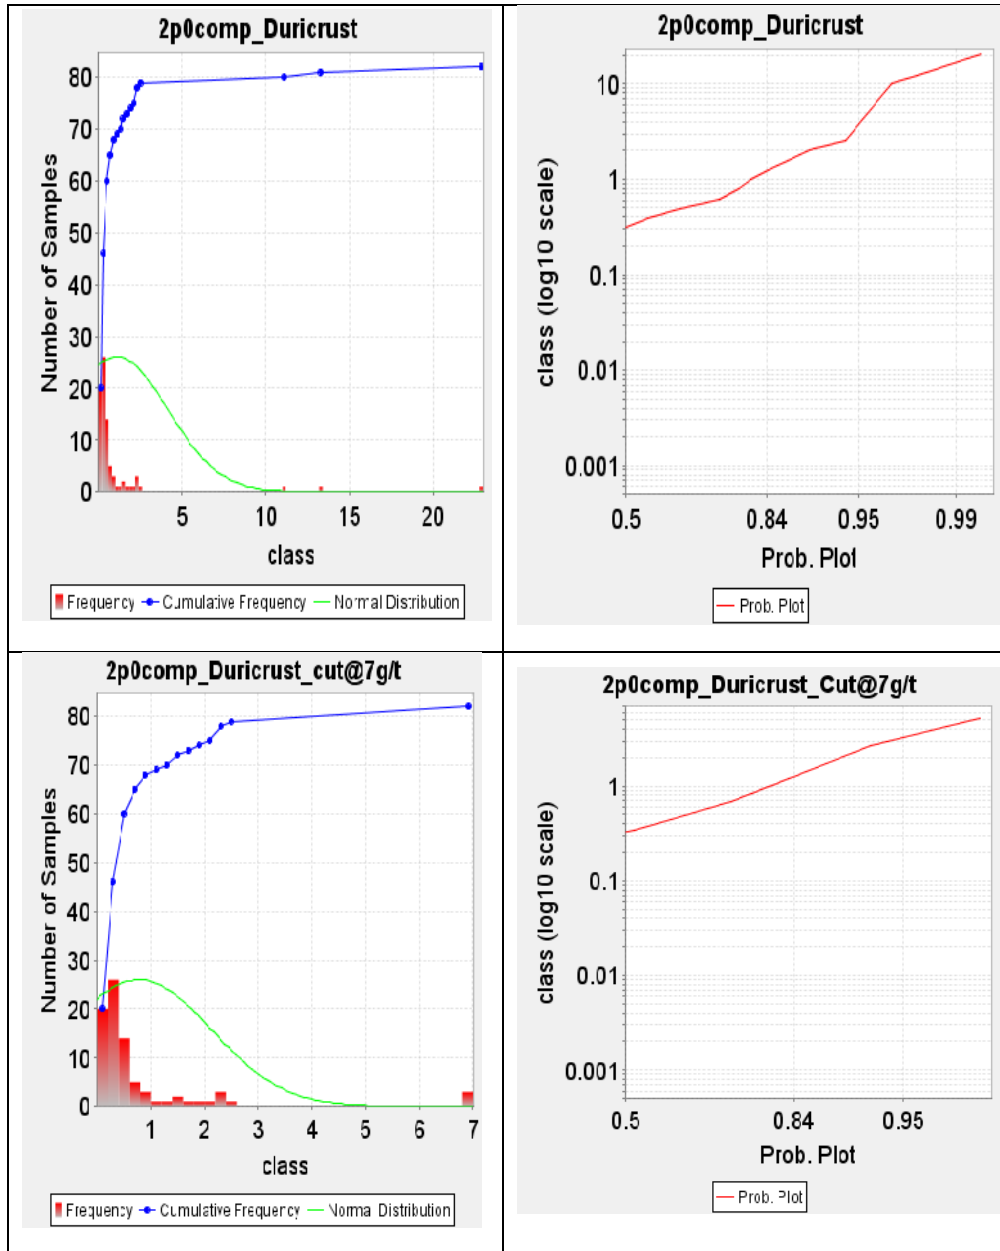 2p0comp_Duricrust
Number of Samples
80
70
60
50
40
30
20
10
0
5 10 15 20
class
Frequency Cumulative Frequency Normal Distribution
2p0comp_Duricrust
class (log10 scale)
10
1
0.1
0.01
0.001
0.5 0.84 0.95 0.99
Prob. Plot
Prob. Plot
2p0comp_Duricrust_cut@7g/t
Number of Samples
80
70
60
50
40
30
20
10
0
1 2 3 4 5 6 7
class
Frequency Cumulative Frequency Normal Distribution
2p0comp_Duricrust_Cut@7g/t
class (log10 scale)
1
0.1
0.01
0.001
0.5 0.84 0.95
Prob. Plot
Prob. Plot